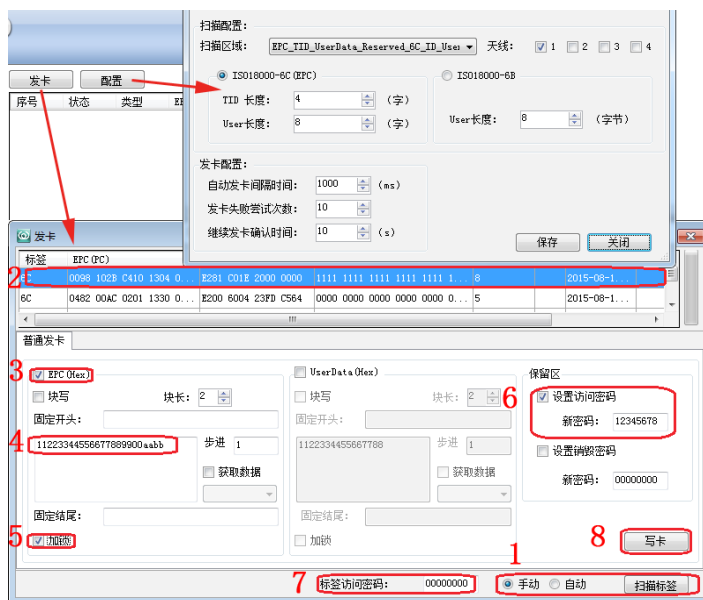 扫描配置:
扫描区域: EPC_TID_UserData_Reserved_6C_ID_User 天线: 1 2 3 4
发卡 配置
ISO18000-6C(EPC) ISO18000-6B
序号 状态 类型
TID 长度: 4 (字)
User长度: 8 (字) User长度: 8 (字节)
发卡配置:
自动发卡间隔时间: 1000 (ms)
发卡失败尝试次数: 10
继续发卡确认时间: 10 (s)
保存 关闭
发卡
标签 EPC(PC)
2 0098 102B C410 1304 0... E281 C01E 2000 0000 1111 1111 1111 1111 1111 1... 8 2015-08-1...
6C 0482 00AC 0201 1330 0... E200 6004 23FD C564 0000 0000 0000 0000 0000 0... 5 2015-08-1...
普通发卡
3 EPC(Hex) UserData(Hex) 保留区
块写 块长: 2 块写 块长: 2 6 设置访问密码
固定开头: 固定开头: 新密码: 12345678
4 11223344556677889900aabb 步进 1 1122334455667788 步进 1 设置销毁密码
获取数据 获取数据 新密码: 00000000
固定结尾: 固定结尾:
5 加锁 加锁 8 写卡
1
7 标签访问密码: 00000000 手动 自动 扫描标签